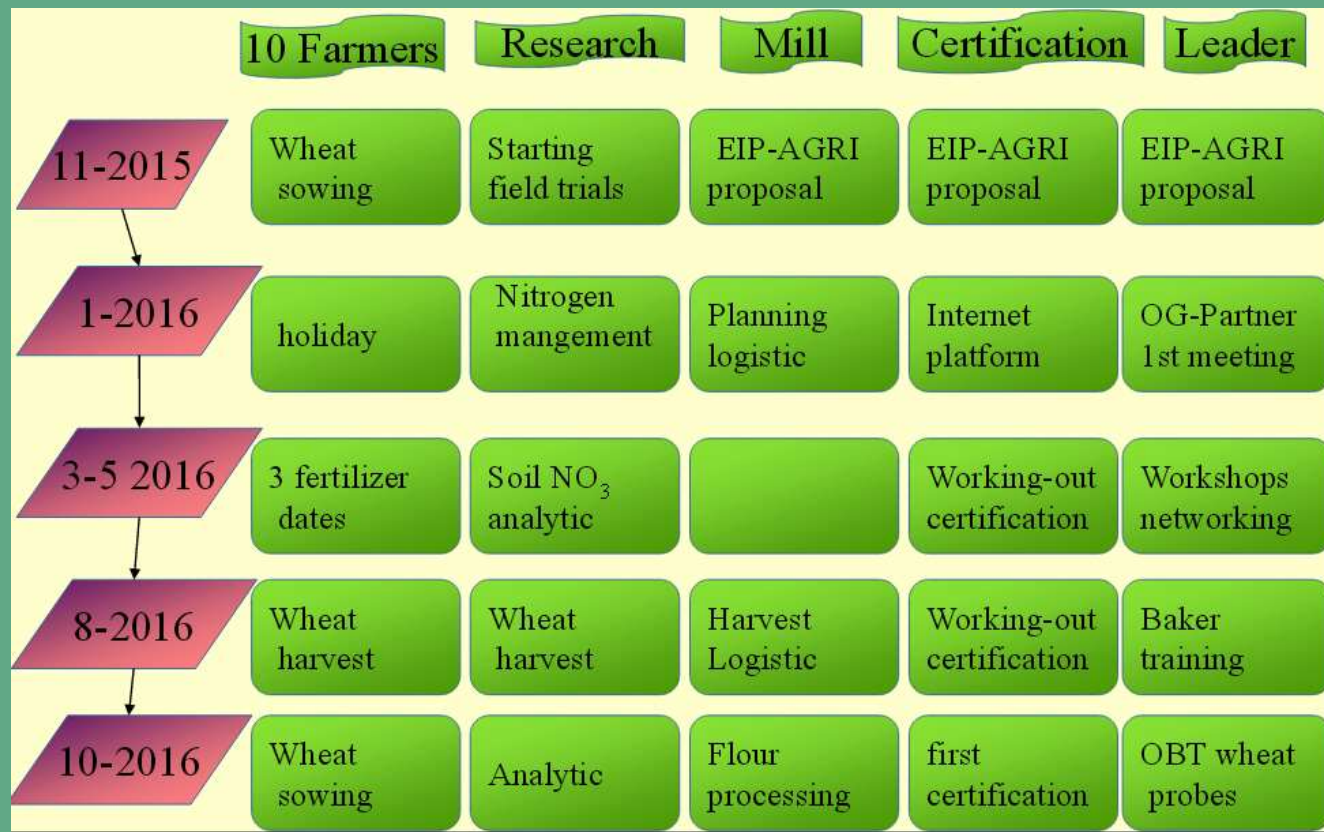 10 Farmers Research Mill Certification Leader
11-2015
Wheat
sowing
Starting
field trials
EIP-AGRI
proposal
EIP-AGRI
proposal
EIP-AGRI
proposal
1-2016
holiday
Nitrogen
mangement
Planning
logistic
Internet
platform
OG-Partner
1st meeting
3-5 2016
3 fertilizer
dates
Soil NO₃
analytic
Working-out
certification
Workshops
networking
8-2016
Wheat
harvest
Wheat
harvest
Harvest
Logistic
Working-out
certification
Baker
training
10-2016
Wheat
sowing
Analytic
Flour
processing
first
certification
OBT wheat
probes